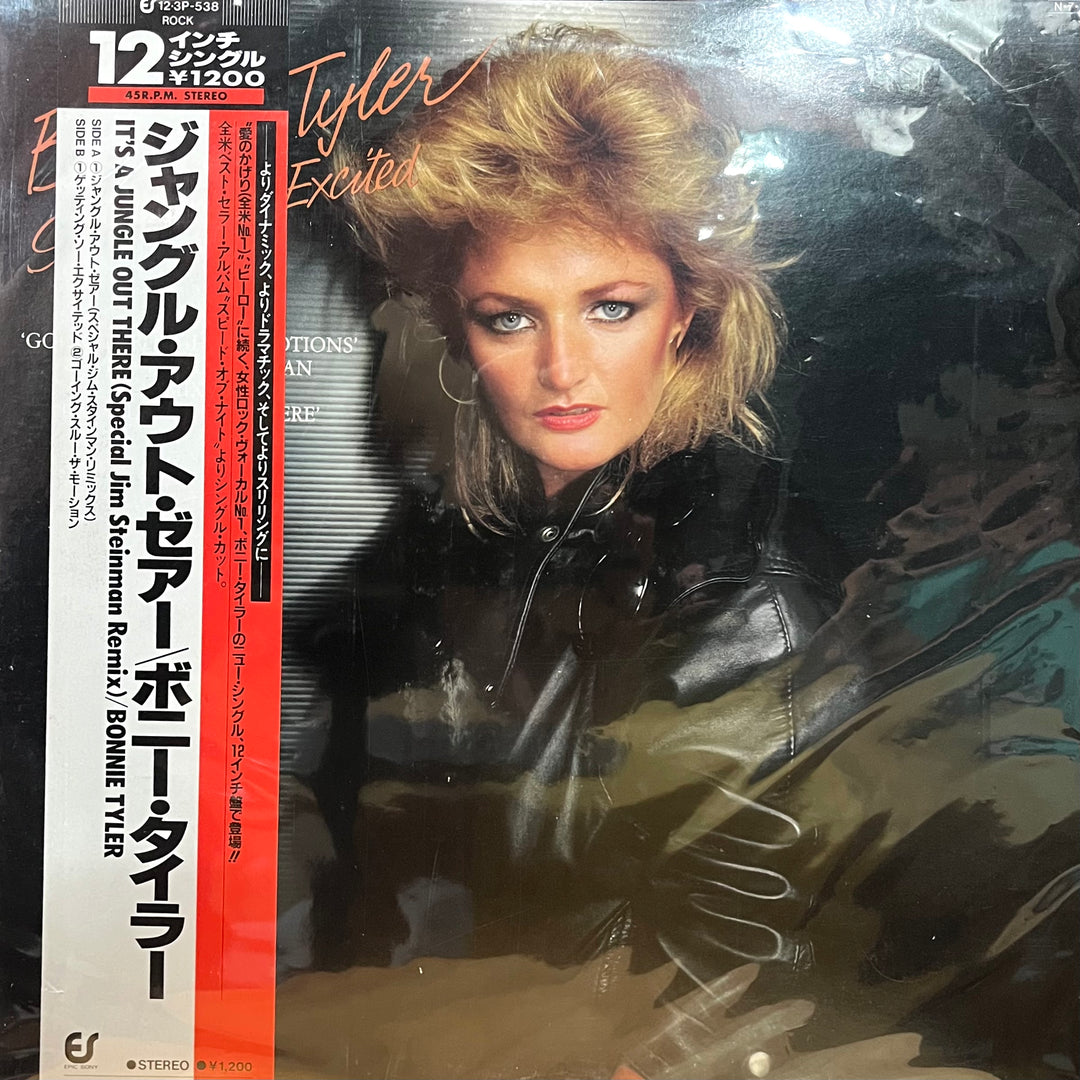 12・3P-538
ROCK
12インチ
シングル
¥1200
45R.P.M. STEREO
ジャングル・アウト・ゼアー/ボニー・タイラー
IT'S A JUNGLE OUT THERE (Special Jim Steinman Remix)/BONNIE TYLER
SIDE A ①ジャングル・アウト・ゼアー(スペシャル・ジム・スタインマン・リミックス)
SIDE B ①ゲッティング・ソー・エクサイテッド ②ゴーイング・スルー・ザ・モーション
——よりダイナミック、よりドラマチック、そしてよりスリリングに——
"愛のかげり(全米No.1)","ヒーロー"に続く、女性ロック・ヴォーカルNo.1、ボニー・タイラーのニュー・シングル、12インチ盤で登場!!
全米ベスト・セラー・アルバム"スピード・オブ・ナイト"よりシングル・カット。
ES
EPIC SONY
●STEREO ●¥1,200
Tyler
Excited
OTIONS'